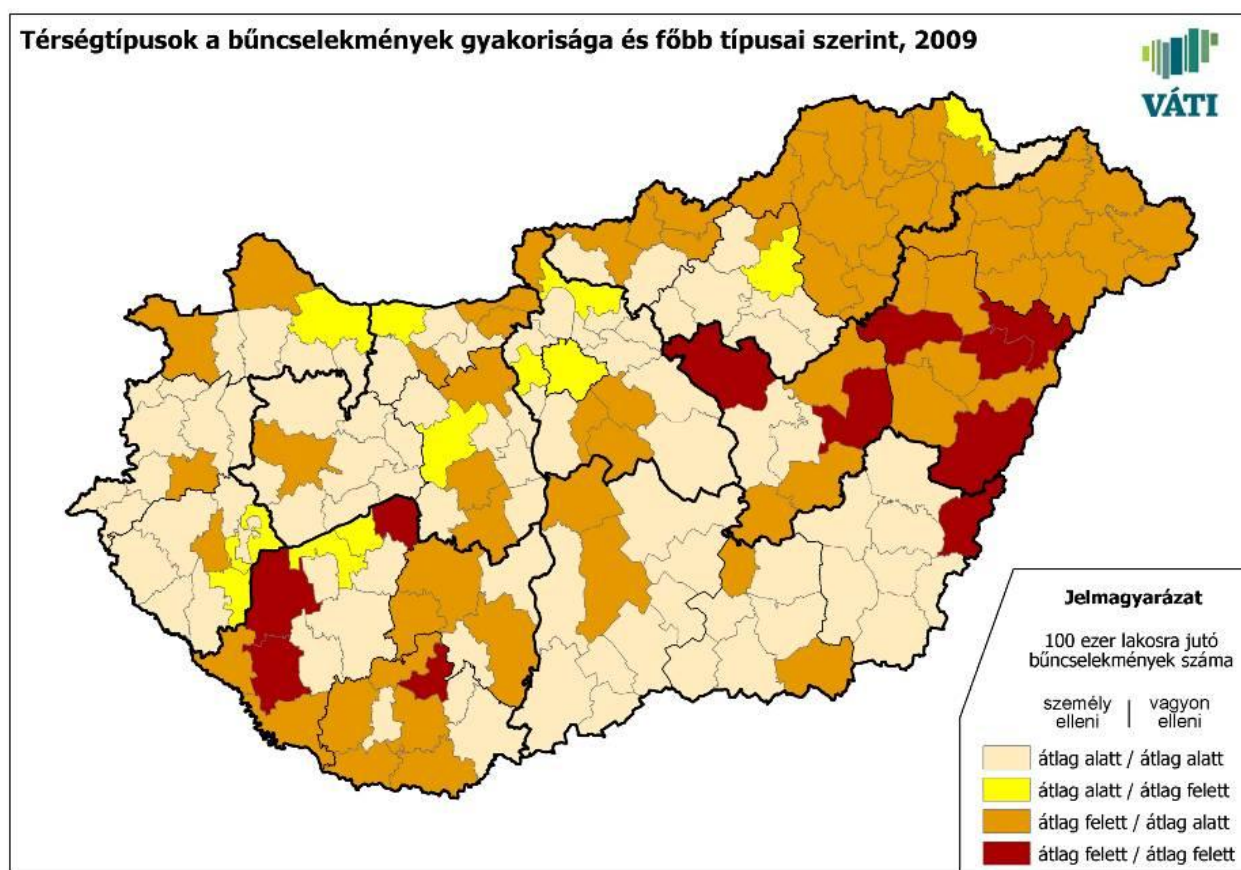 Térségtípusok a bűncselekmények gyakorisága és főbb típusai szerint, 2009
VÁTI
Jelmagyarázat
100 ezer lakosra jutó
bűncselekmények száma
személy elleni | vagyon elleni
átlag alatt / átlag alatt
átlag alatt / átlag felett
átlag felett / átlag alatt
átlag felett / átlag felett